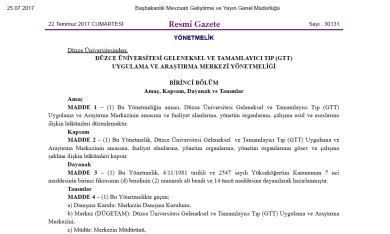 25.07.2017 Başbakanlık Mevzuatı Geliştirme ve Yayın Genel Müdürlüğü
22 Temmuz 2017 CUMARTESİ Resmî Gazete Sayı : 30131
YÖNETMELİK
Düzce Üniversitesinden:
DÜZCE ÜNİVERSİTESİ GELENEKSEL VE TAMAMLAYICI TIP (GTT)
UYGULAMA VE ARAŞTIRMA MERKEZİ YÖNETMELİĞİ
BİRİNCİ BÖLÜM
Amaç, Kapsam, Dayanak ve Tanımlar
Amaç
MADDE 1 – (1) Bu Yönetmeliğin amacı, Düzce Üniversitesi Geleneksel ve Tamamlayıcı Tıp (GTT)
Uygulama ve Araştırma Merkezinin amacına ve faaliyet alanlarına, yönetim organlarına, çalışma usul ve esaslarına
ilişkin hükümleri düzenlemektir.
Kapsam
MADDE 2 – (1) Bu Yönetmelik, Düzce Üniversitesi Geleneksel ve Tamamlayıcı Tıp (GTT) Uygulama ve
Araştırma Merkezinin amacına, faaliyet alanlarına, yönetim organlarına, yönetim organlarının görev ve çalışma
şekline ilişkin hükümleri kapsar.
Dayanak
MADDE 3 – (1) Bu Yönetmelik, 4/11/1981 tarihli ve 2547 sayılı Yükseköğretim Kanununun 7 nci
maddesinin birinci fıkrasının (d) bendinin (2) numaralı alt bendi ve 14 üncü maddesine dayanılarak hazırlanmıştır.
Tanımlar
MADDE 4 – (1) Bu Yönetmelikte geçen:
a) Danışma Kurulu: Merkezin Danışma Kurulunu,
b) Merkez (DÜGETAM): Düzce Üniversitesi Geleneksel ve Tamamlayıcı Tıp (GTT) Uygulama ve Araştırma
Merkezini,
c) Müdür: Merkezin Müdürünü,